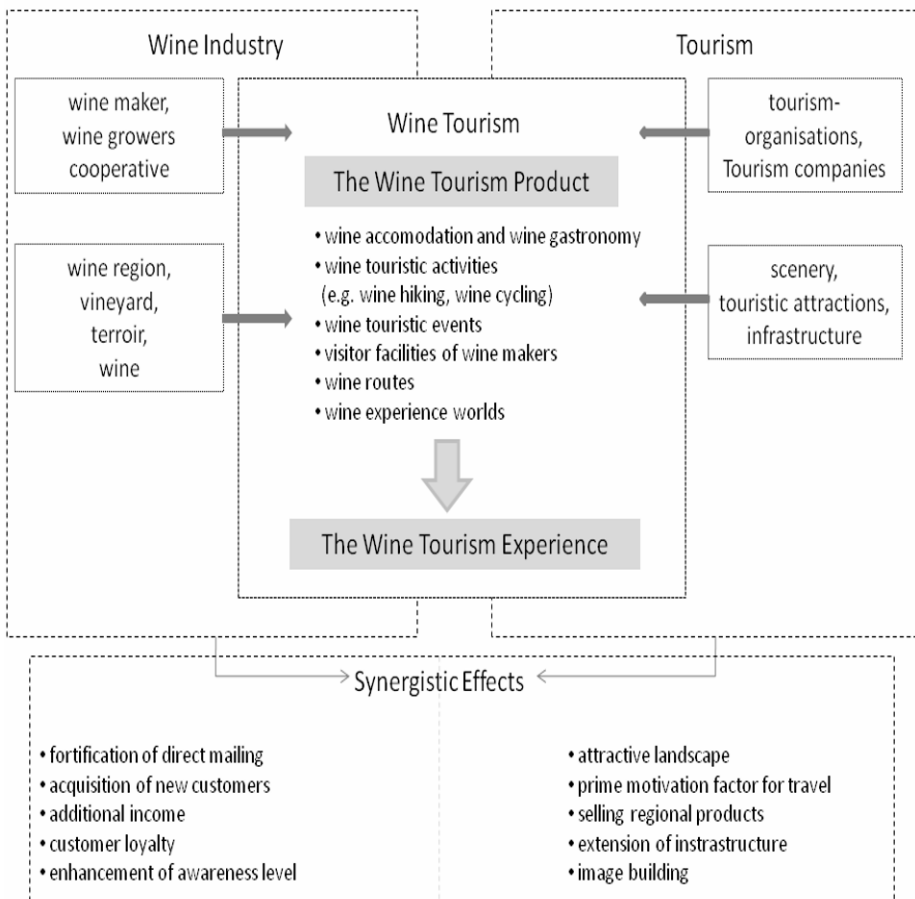 Wine Industry
Tourism
wine maker,
wine growers
cooperative
wine region,
vineyard,
terroir,
wine
Wine Tourism
The Wine Tourism Product
• wine accomodation and wine gastronomy
• wine touristic activities
(e.g. wine hiking, wine cycling)
• wine touristic events
• visitor facilities of wine makers
• wine routes
• wine experience worlds
The Wine Tourism Experience
tourism-
organisations,
Tourism companies
scenery,
touristic attractions,
infrastructure
Synergistic Effects
• fortification of direct mailing
• acquisition of new customers
• additional income
• customer loyalty
• enhancement of awareness level
• attractive landscape
• prime motivation factor for travel
• selling regional products
• extension of instrastructure
• image building